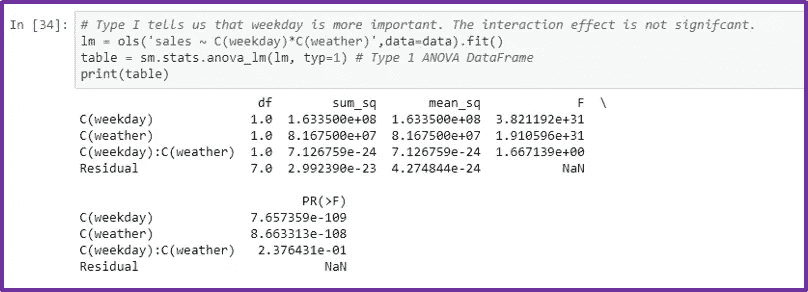 In [34]: # Type I tells us that weekday is more important. The interaction effect is not signifcant.
lm = ols('sales ~ C(weekday)*C(weather)',data=data).fit()
table = sm.stats.anova_lm(lm, typ=1) # Type 1 ANOVA DataFrame
print(table)
df sum_sq mean_sq F \
C(weekday) 1.0 1.633500e+08 1.633500e+08 3.821192e+31
C(weather) 1.0 8.167500e+07 8.167500e+07 1.910596e+31
C(weekday):C(weather) 1.0 7.126759e-24 7.126759e-24 1.667139e+00
Residual 7.0 2.992390e-23 4.274844e-24 NaN
PR(>F)
C(weekday) 7.657359e-109
C(weather) 8.663313e-108
C(weekday):C(weather) 2.376431e-01
Residual NaN